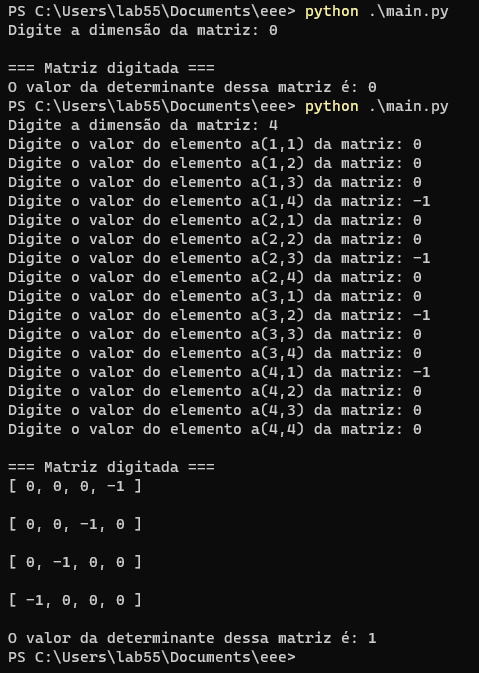 PS C:\Users\lab55\Documents\eee> python .\main.py
Digite a dimensão da matriz: 0
=== Matriz digitada ===
O valor da determinante dessa matriz é: 0
PS C:\Users\lab55\Documents\eee> python .\main.py
Digite a dimensão da matriz: 4
Digite o valor do elemento a(1,1) da matriz: 0
Digite o valor do elemento a(1,2) da matriz: 0
Digite o valor do elemento a(1,3) da matriz: 0
Digite o valor do elemento a(1,4) da matriz: -1
Digite o valor do elemento a(2,1) da matriz: 0
Digite o valor do elemento a(2,2) da matriz: 0
Digite o valor do elemento a(2,3) da matriz: -1
Digite o valor do elemento a(2,4) da matriz: 0
Digite o valor do elemento a(3,1) da matriz: 0
Digite o valor do elemento a(3,2) da matriz: -1
Digite o valor do elemento a(3,3) da matriz: 0
Digite o valor do elemento a(3,4) da matriz: 0
Digite o valor do elemento a(4,1) da matriz: -1
Digite o valor do elemento a(4,2) da matriz: 0
Digite o valor do elemento a(4,3) da matriz: 0
Digite o valor do elemento a(4,4) da matriz: 0
=== Matriz digitada ===
[ 0, 0, 0, -1 ]
[ 0, 0, -1, 0 ]
[ 0, -1, 0, 0 ]
[ -1, 0, 0, 0 ]
O valor da determinante dessa matriz é: 1
PS C:\Users\lab55\Documents\eee>